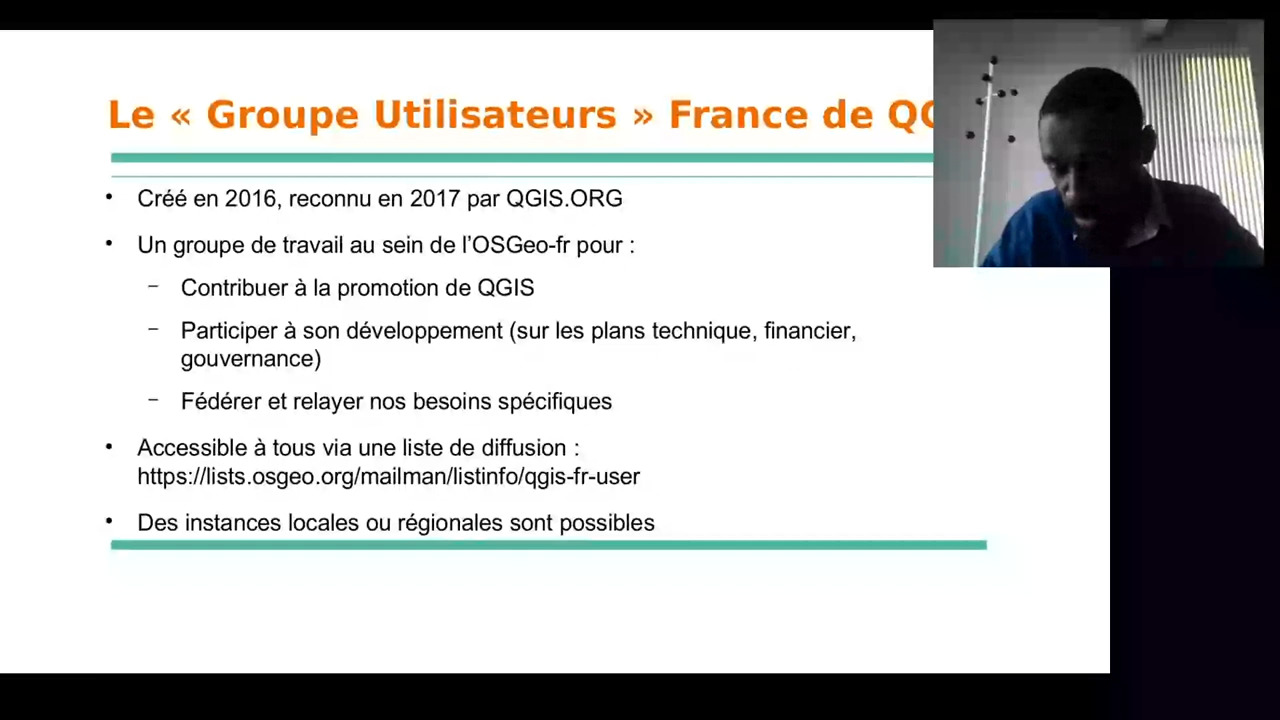 Le « Groupe Utilisateurs » France de
• Créé en 2016, reconnu en 2017 par QGIS.ORG
• Un groupe de travail au sein de l’OSGeo-fr pour :
– Contribuer à la promotion de QGIS
– Participer à son développement (sur les plans technique, financier,
gouvernance)
– Fédérer et relayer nos besoins spécifiques
• Accessible à tous via une liste de diffusion :
https://lists.osgeo.org/mailman/listinfo/qgis-fr-user
• Des instances locales ou régionales sont possibles